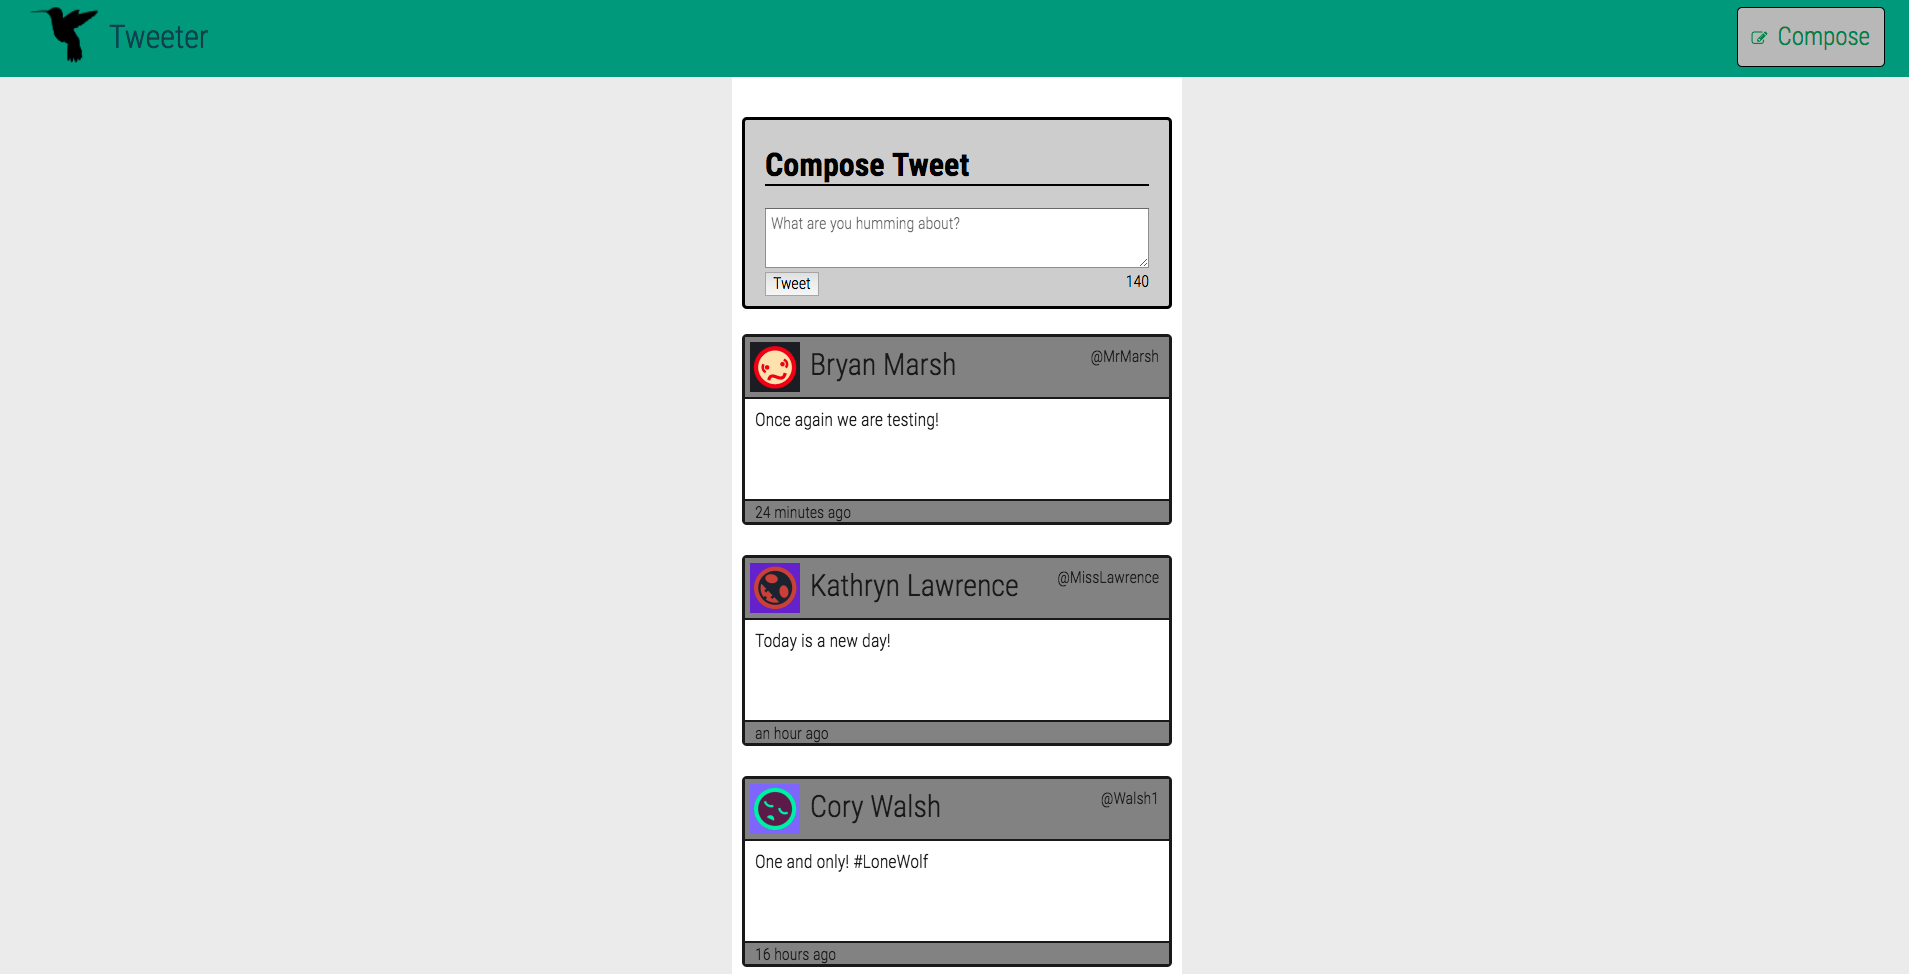 Tweeter
Compose
Compose Tweet
What are you humming about?
Tweet
140
Bryan Marsh
@MrMarsh
Once again we are testing!
24 minutes ago
Kathryn Lawrence
@MissLawrence
Today is a new day!
an hour ago
Cory Walsh
@Walsh1
One and only! #LoneWolf
16 hours ago